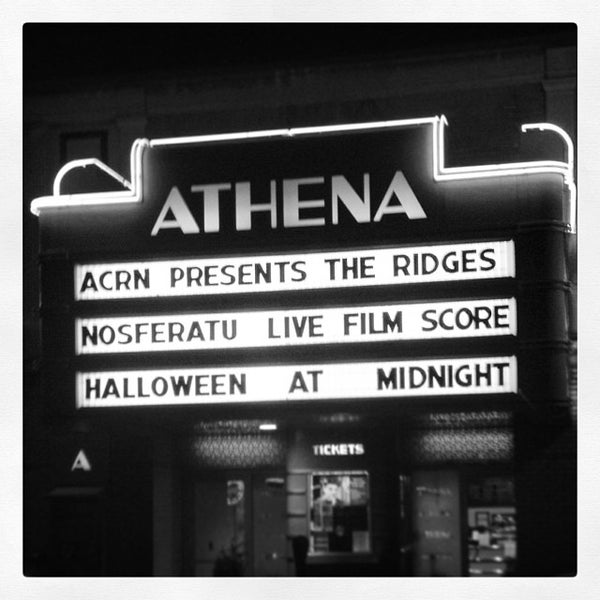 ATHENA
ACRN PRESENTS THE RIDGES
NOSFERATU LIVE FILM SCORE
HALLOWEEN AT MIDNIGHT
TICKETS
A